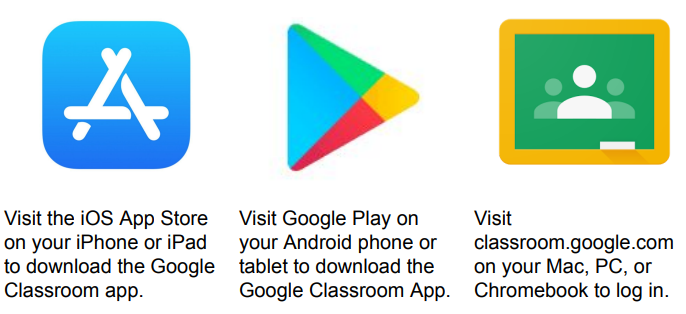 Visit the iOS App Store
on your iPhone or iPad
to download the Google
Classroom app.
Visit Google Play on
your Android phone or
tablet to download the
Google Classroom App.
Visit
classroom.google.com
on your Mac, PC, or
Chromebook to log in.